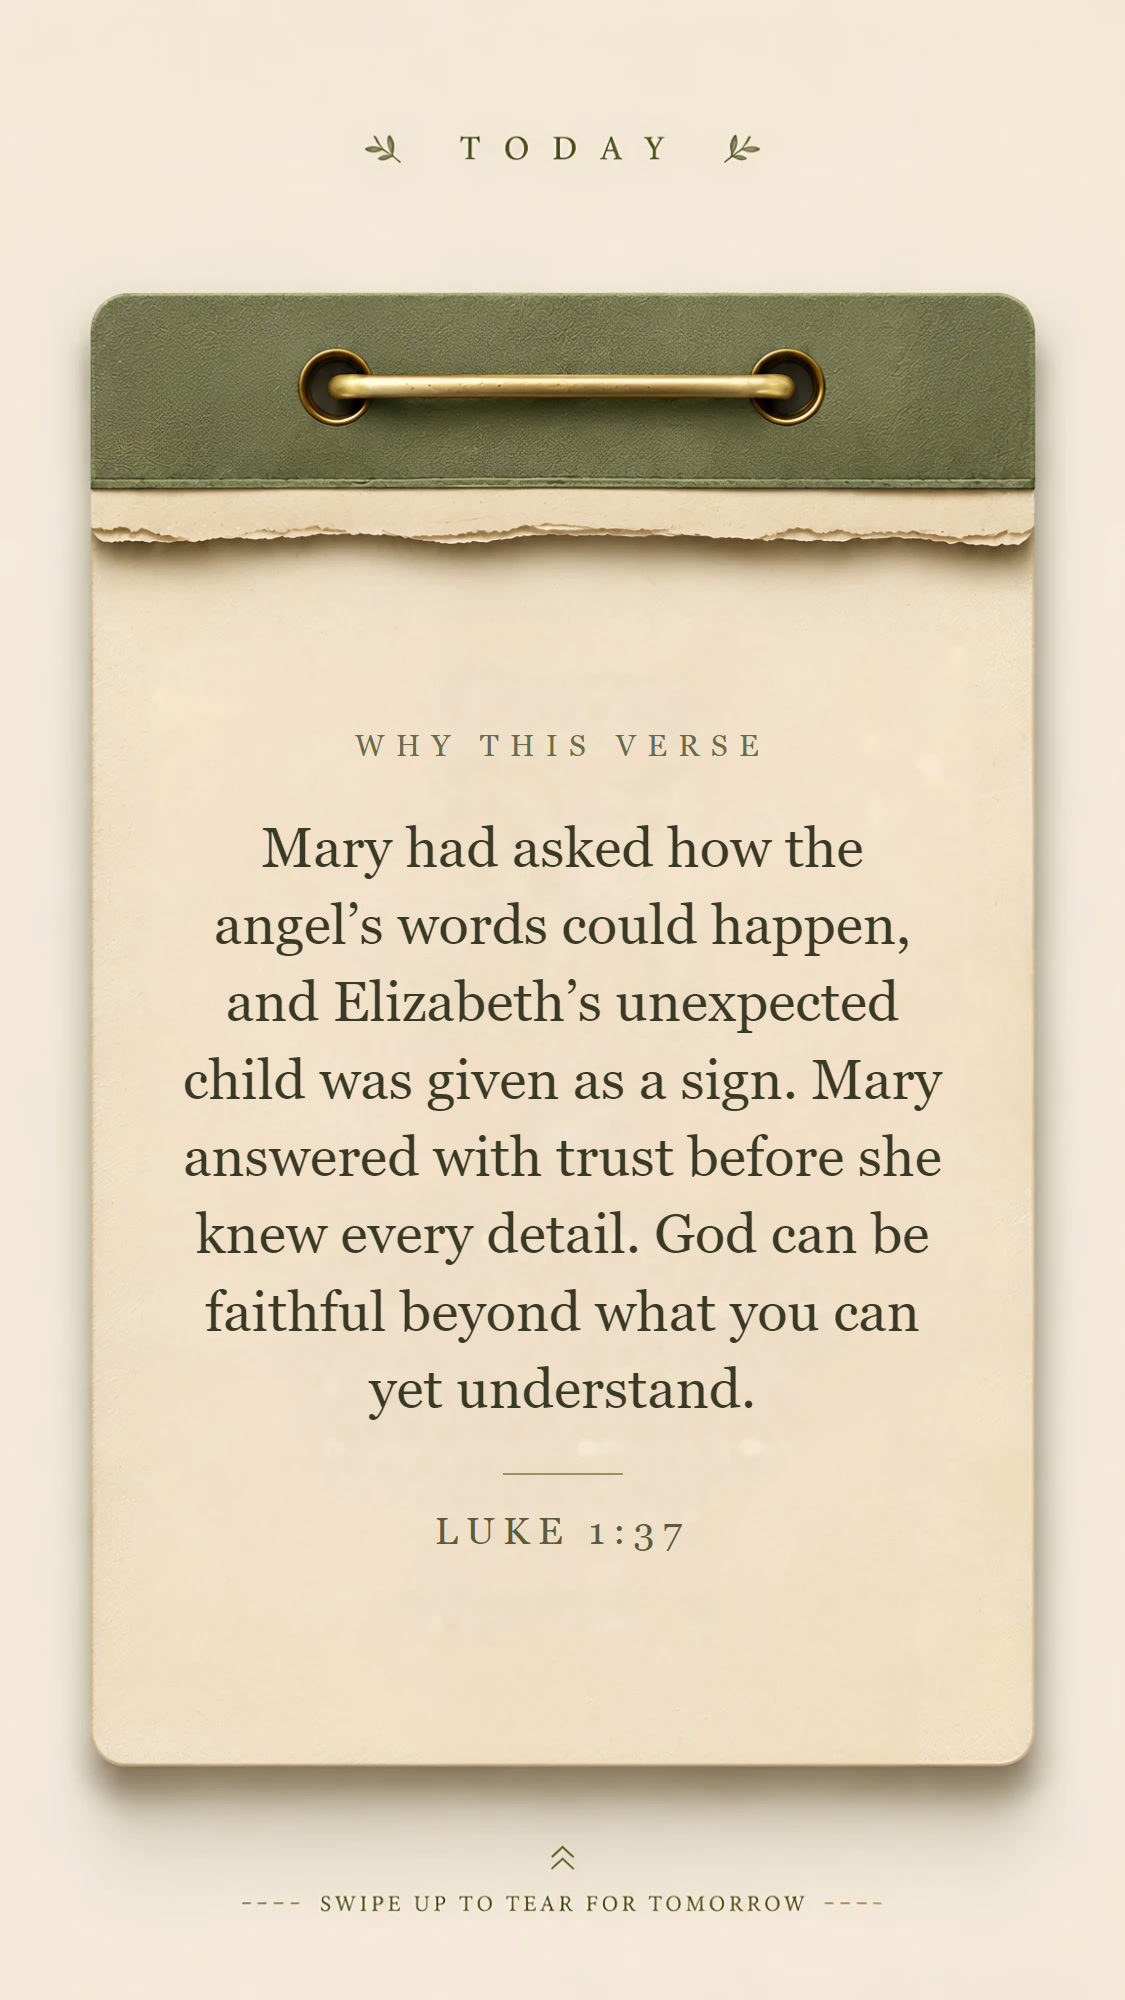 TODAY
WHY THIS VERSE
Mary had asked how the
angel’s words could happen,
and Elizabeth’s unexpected
child was given as a sign. Mary
answered with trust before she
knew every detail. God can be
faithful beyond what you can
yet understand.
LUKE 1:37
SWIPE UP TO TEAR FOR TOMORROW